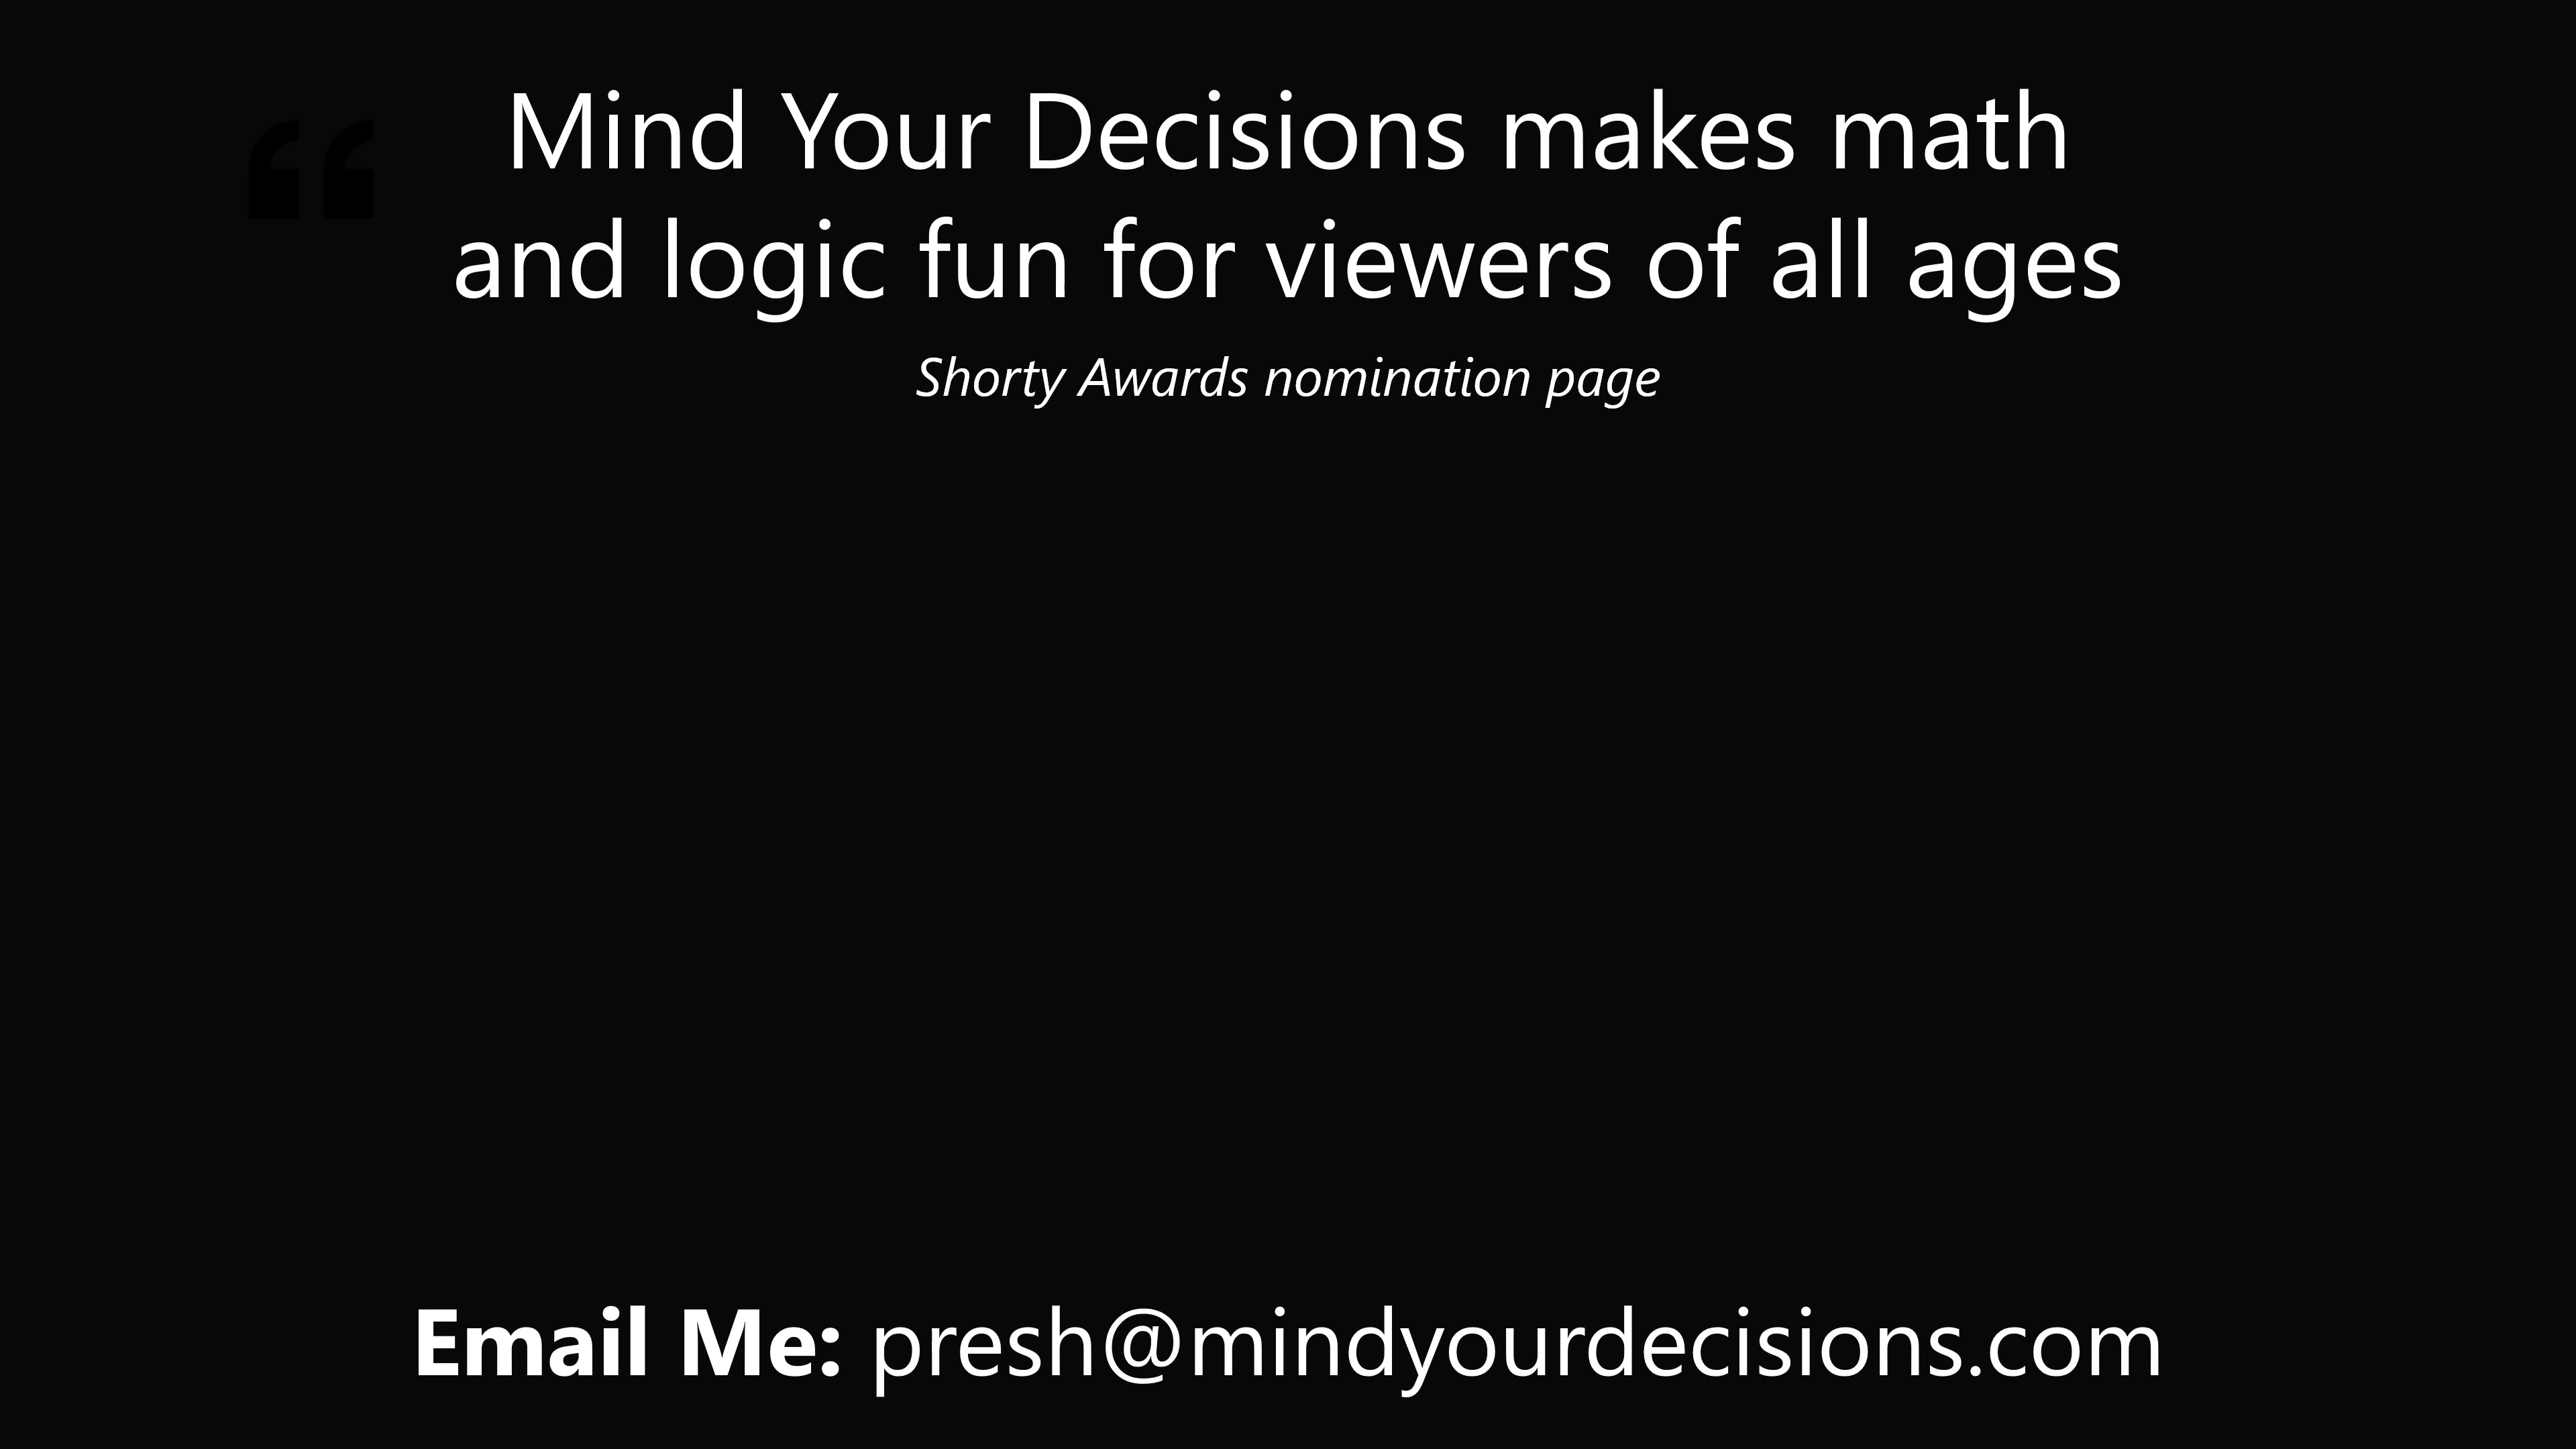 “
Mind Your Decisions makes math
and logic fun for viewers of all ages
Shorty Awards nomination page
Email Me: presh@mindyourdecisions.com